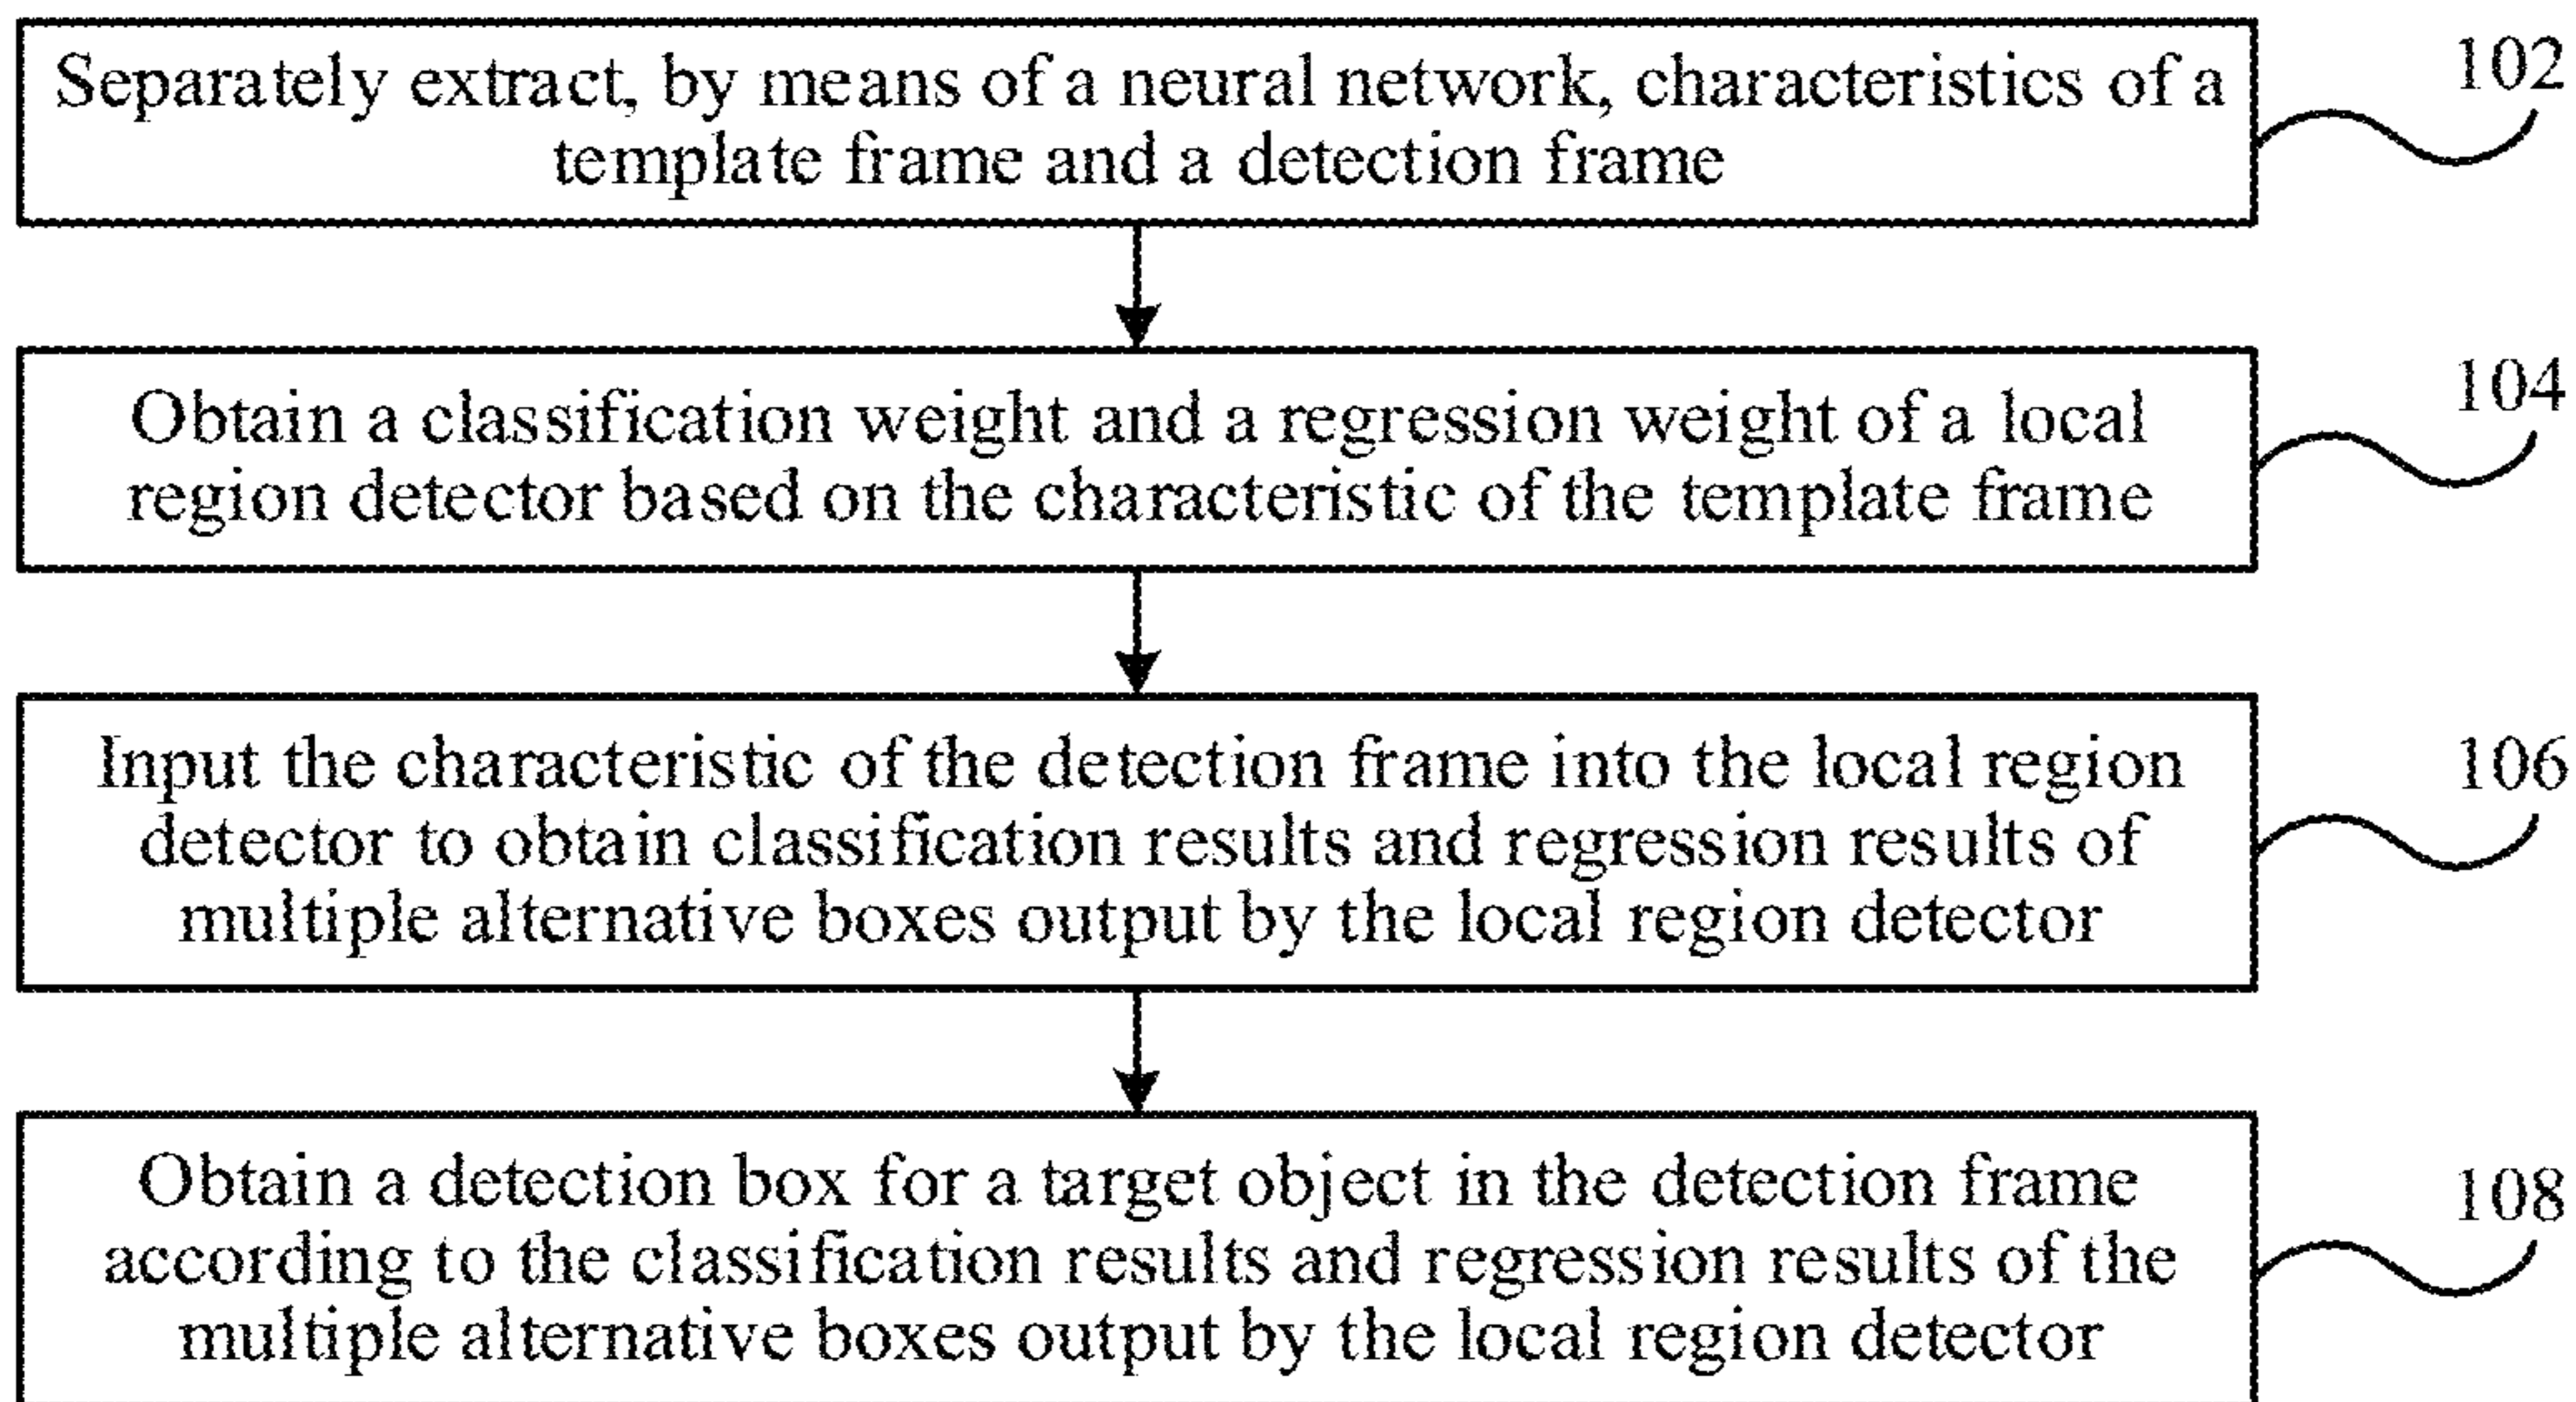 Separately extract, by means of a neural network, characteristics of a
template frame and a detection frame
102
Obtain a classification weight and a regression weight of a local
region detector based on the characteristic of the template frame
104
Input the characteristic of the detection frame into the local region
detector to obtain classification results and regression results of
multiple alternative boxes output by the local region detector
106
Obtain a detection box for a target object in the detection frame
according to the classification results and regression results of the
multiple alternative boxes output by the local region detector
108